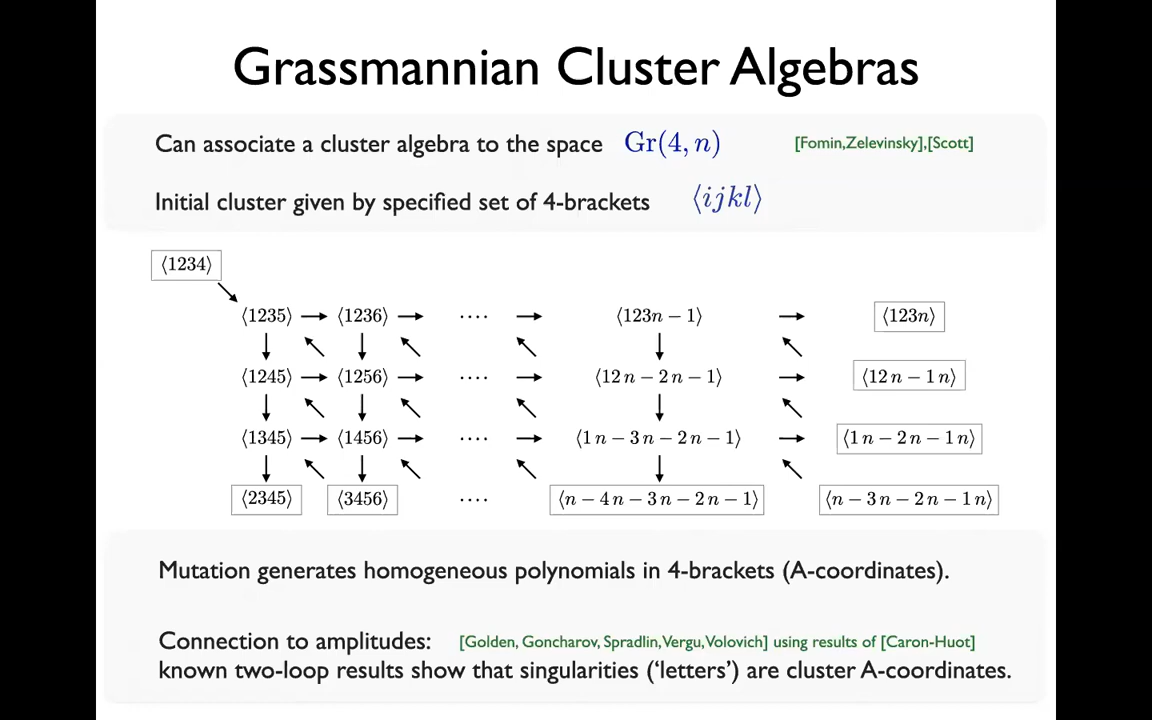 Grassmannian Cluster Algebras
Can associate a cluster algebra to the space Gr(4, n) [Fomin,Zelevinsky],[Scott]
Initial cluster given by specified set of 4-brackets ⟨ijkl⟩
⟨1234⟩
⟨1235⟩ → ⟨1236⟩ → ···· → ⟨123n − 1⟩ → ⟨123n⟩
⟨1245⟩ → ⟨1256⟩ → ···· → ⟨12 n − 2 n − 1⟩ → ⟨12 n − 1 n⟩
⟨1345⟩ → ⟨1456⟩ → ···· → ⟨1 n − 3 n − 2 n − 1⟩ → ⟨1 n − 2 n − 1 n⟩
⟨2345⟩ ⟨3456⟩ ···· ⟨n − 4 n − 3 n − 2 n − 1⟩ ⟨n − 3 n − 2 n − 1 n⟩
Mutation generates homogeneous polynomials in 4-brackets (A-coordinates).
Connection to amplitudes: [Golden, Goncharov, Spradlin, Vergu, Volovich] using results of [Caron-Huot]
known two-loop results show that singularities (‘letters’) are cluster A-coordinates.